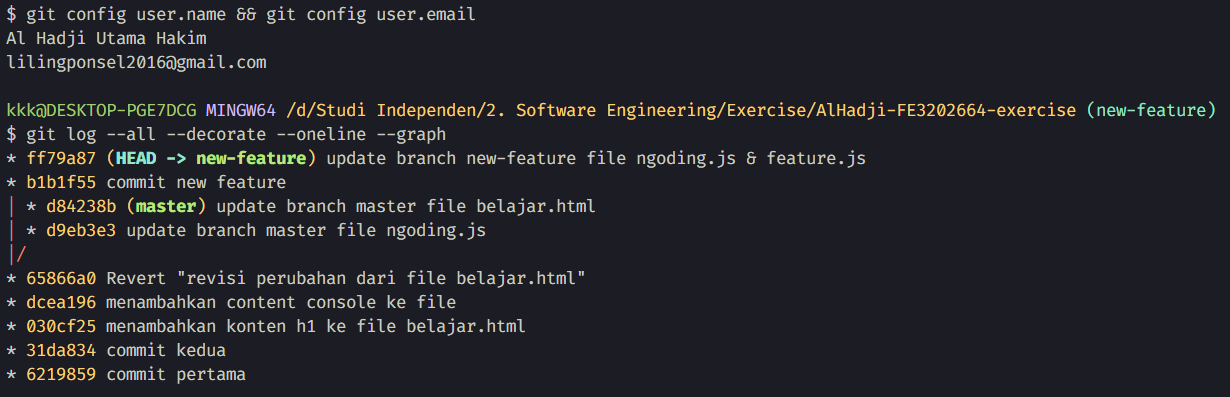 $ git config user.name && git config user.email
Al Hadji Utama Hakim
lilingponsel2016@gmail.com
kkk@DESKTOP-PGE7DCG MINGW64 /d/Studi Independen/2. Software Engineering/Exercise/AlHadji-FE3202664-exercise (new-feature)
$ git log --all --decorate --oneline --graph
* ff79a87 (HEAD -> new-feature) update branch new-feature file ngoding.js & feature.js
* b1b1f55 commit new feature
| * d84238b (master) update branch master file belajar.html
| * d9eb3e3 update branch master file ngoding.js
|/
* 65866a0 Revert "revisi perubahan dari file belajar.html"
* dcea196 menambahkan content console ke file
* 030cf25 menambahkan konten h1 ke file belajar.html
* 31da834 commit kedua
* 6219859 commit pertama